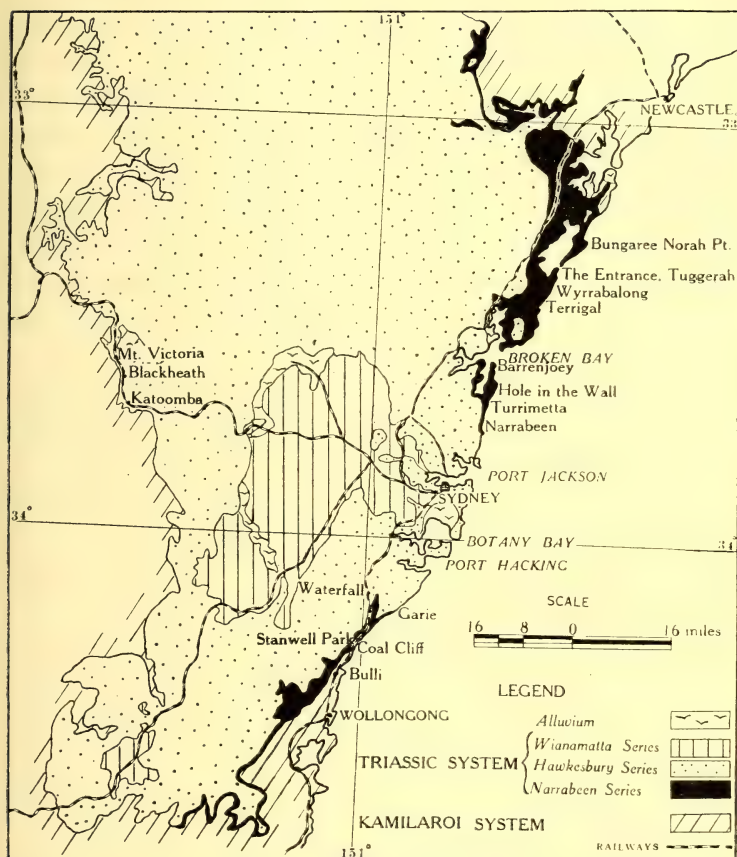 151°
33°
NEWCASTLE.
33
Bungaree Norah Pt.
The Entrance. Tuggerah
Wyrrabalong
Terrigal
Mt. Victoria
Blackheath
Katoomba
BROKEN BAY
Barrenjoey
Hole in the Wall
Turrimetta
Narrabeen
PORT JACKSON
SYDNEY
34°
34°
BOTANY BAY
PORT HACKING
Waterfall
Garie
Stanwell Park
Coal Cliff
Bulli
WOLLONGONG
SCALE
16 8 0 16 miles
LEGEND
Alluvium
TRIASSIC SYSTEM
Wianamatta Series
Hawkesbury Series
Narrabeen Series
KAMILAROI SYSTEM
RAILWAYS
151°